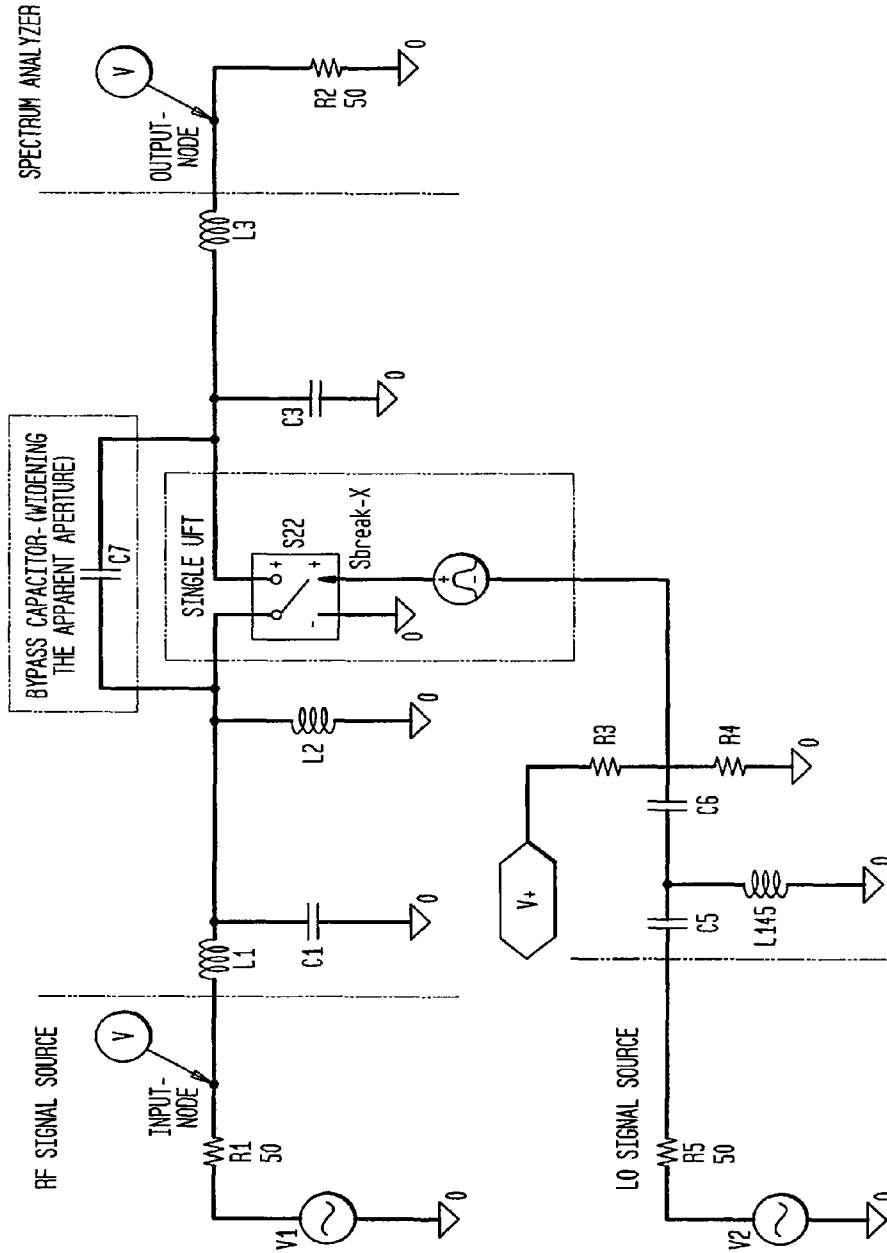 RF SIGNAL SOURCE
SPECTRUM ANALYZER
BYPASS CAPACITOR-(WIDENING
THE APPARENT APERTURE)
C7
V
INPUT-
NODE
V
OUTPUT-
NODE
V1
0
R1
50
L1
C1
0
L2
0
SINGLE UFT
S22
+
+
-
Sbreak-X
0
+
-
C3
0
L3
R2
50
0
LO SIGNAL SOURCE
V2
0
R5
50
C5
L145
0
C6
V+
R3
R4
0